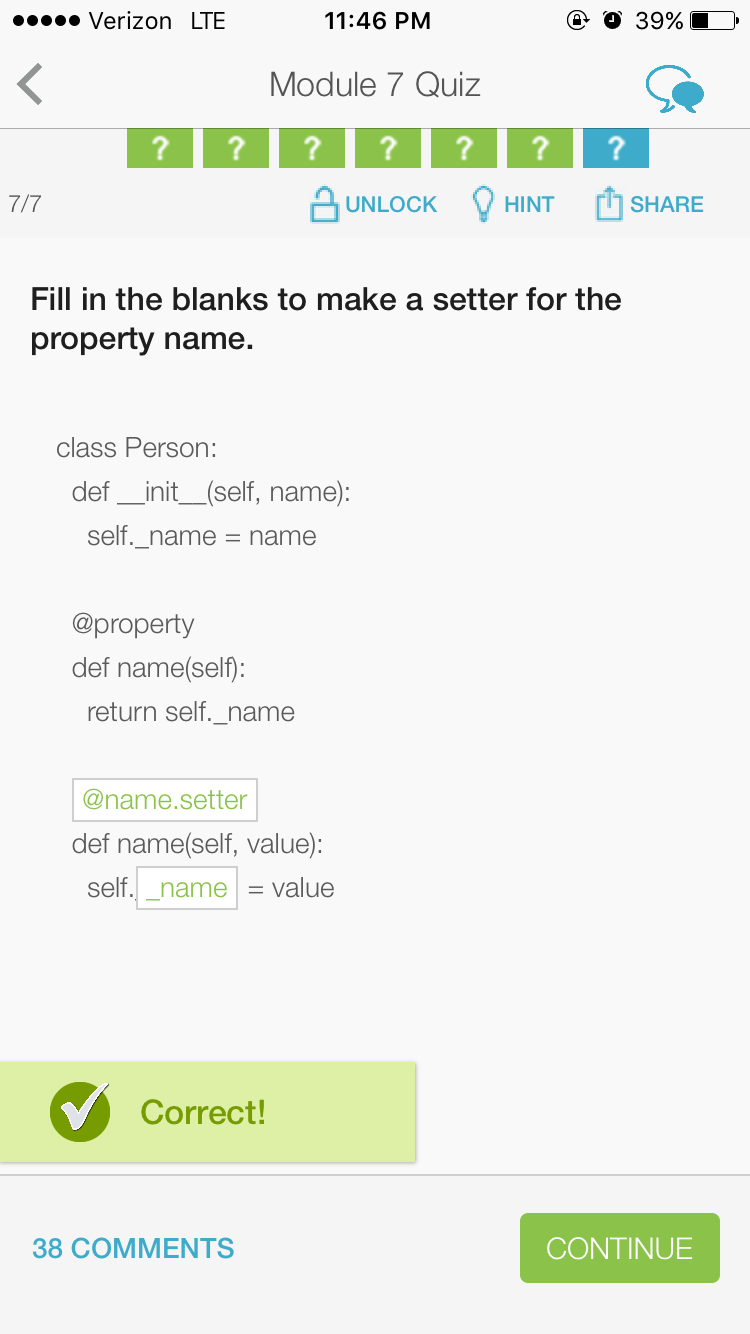 Verizon LTE 11:46 PM 39%
Module 7 Quiz
? ? ? ? ? ? ?
7/7 UNLOCK HINT SHARE
Fill in the blanks to make a setter for the
property name.
class Person:
def __init__(self, name):
self._name = name
@property
def name(self):
return self._name
@name.setter
def name(self, value):
self._name = value
Correct!
38 COMMENTS CONTINUE